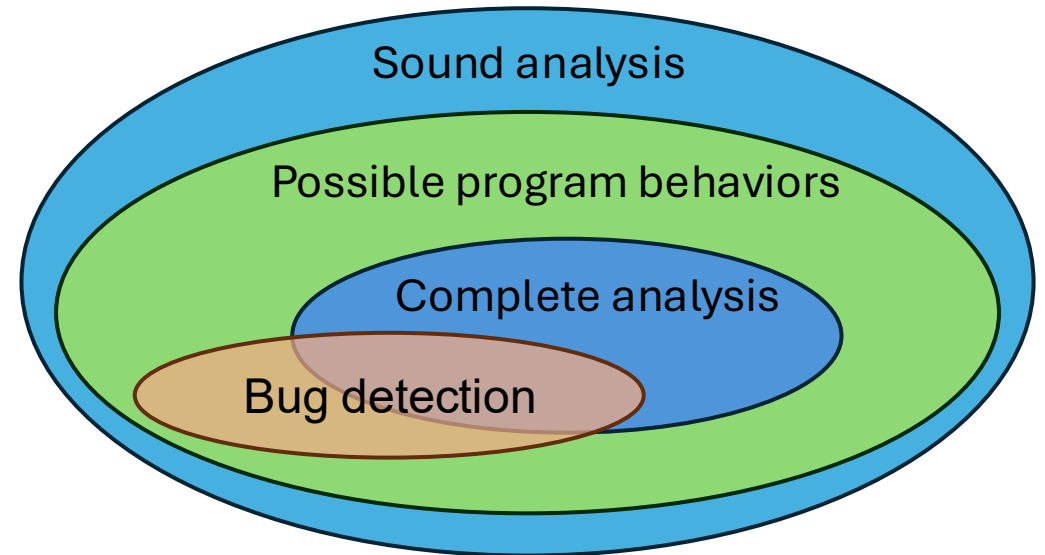 Sound analysis
Possible program behaviors
Complete analysis
Bug detection